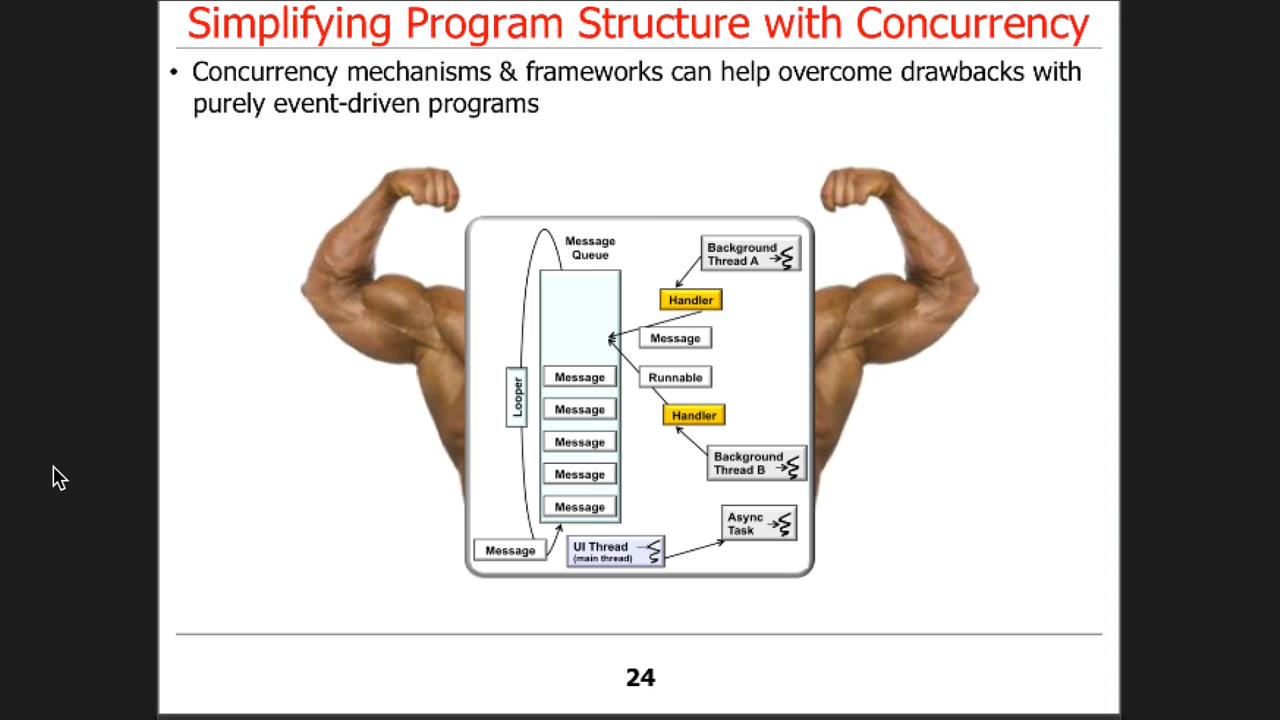 Simplifying Program Structure with Concurrency
• Concurrency mechanisms & frameworks can help overcome drawbacks with
purely event-driven programs
Message
Queue
Background
Thread A
Handler
Message
Looper
Message
Runnable
Message
Handler
Message
Background
Thread B
Message
Message
Async
Task
Message
UI Thread
(main thread)
24